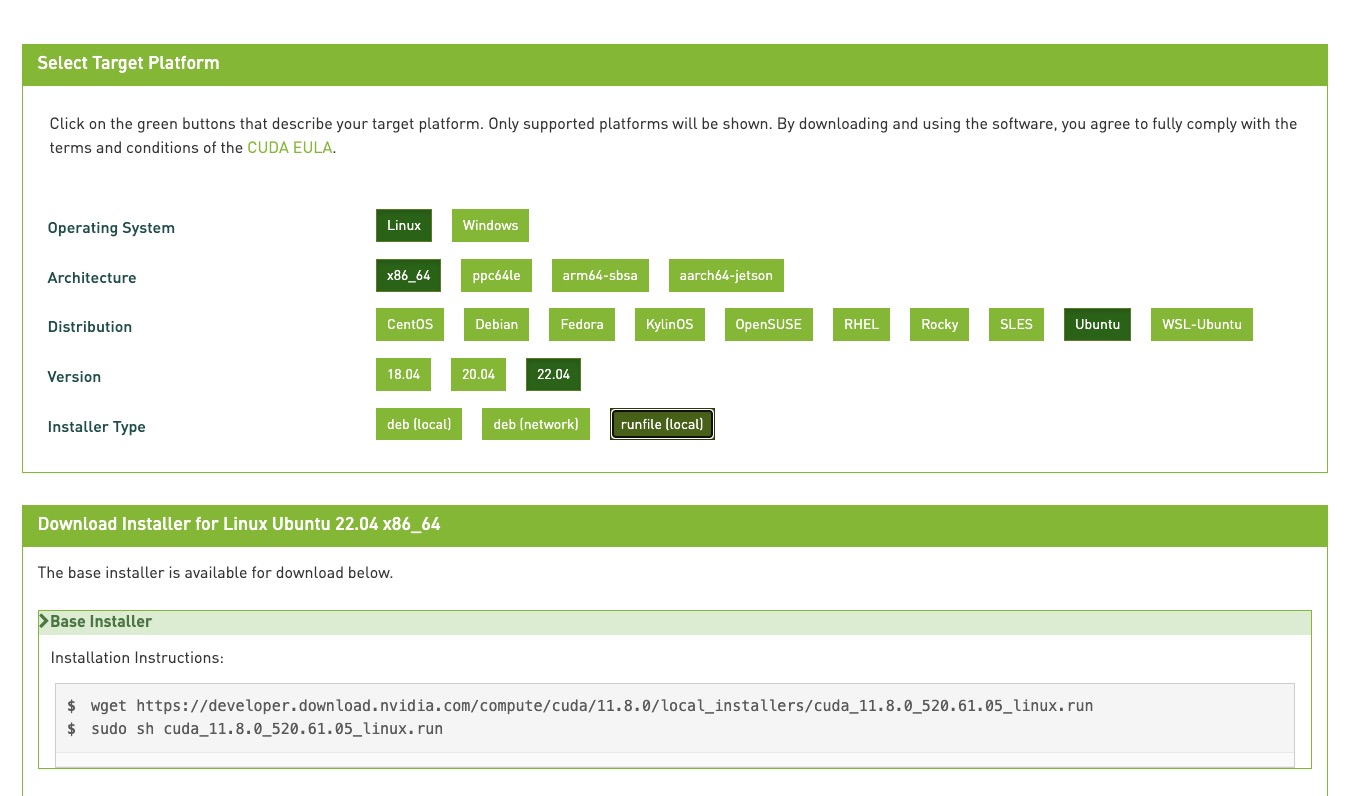 Select Target Platform
Click on the green buttons that describe your target platform. Only supported platforms will be shown. By downloading and using the software, you agree to fully comply with the
terms and conditions of the CUDA EULA.
Operating System Linux Windows
Architecture x86_64 ppc64le arm64-sbsa aarch64-jetson
Distribution CentOS Debian Fedora KylinOS OpenSUSE RHEL Rocky SLES Ubuntu WSL-Ubuntu
Version 18.04 20.04 22.04
Installer Type deb (local) deb (network) runfile (local)
Download Installer for Linux Ubuntu 22.04 x86_64
The base installer is available for download below.
Base Installer
Installation Instructions:
$ wget https://developer.download.nvidia.com/compute/cuda/11.8.0/local_installers/cuda_11.8.0_520.61.05_linux.run
$ sudo sh cuda_11.8.0_520.61.05_linux.run